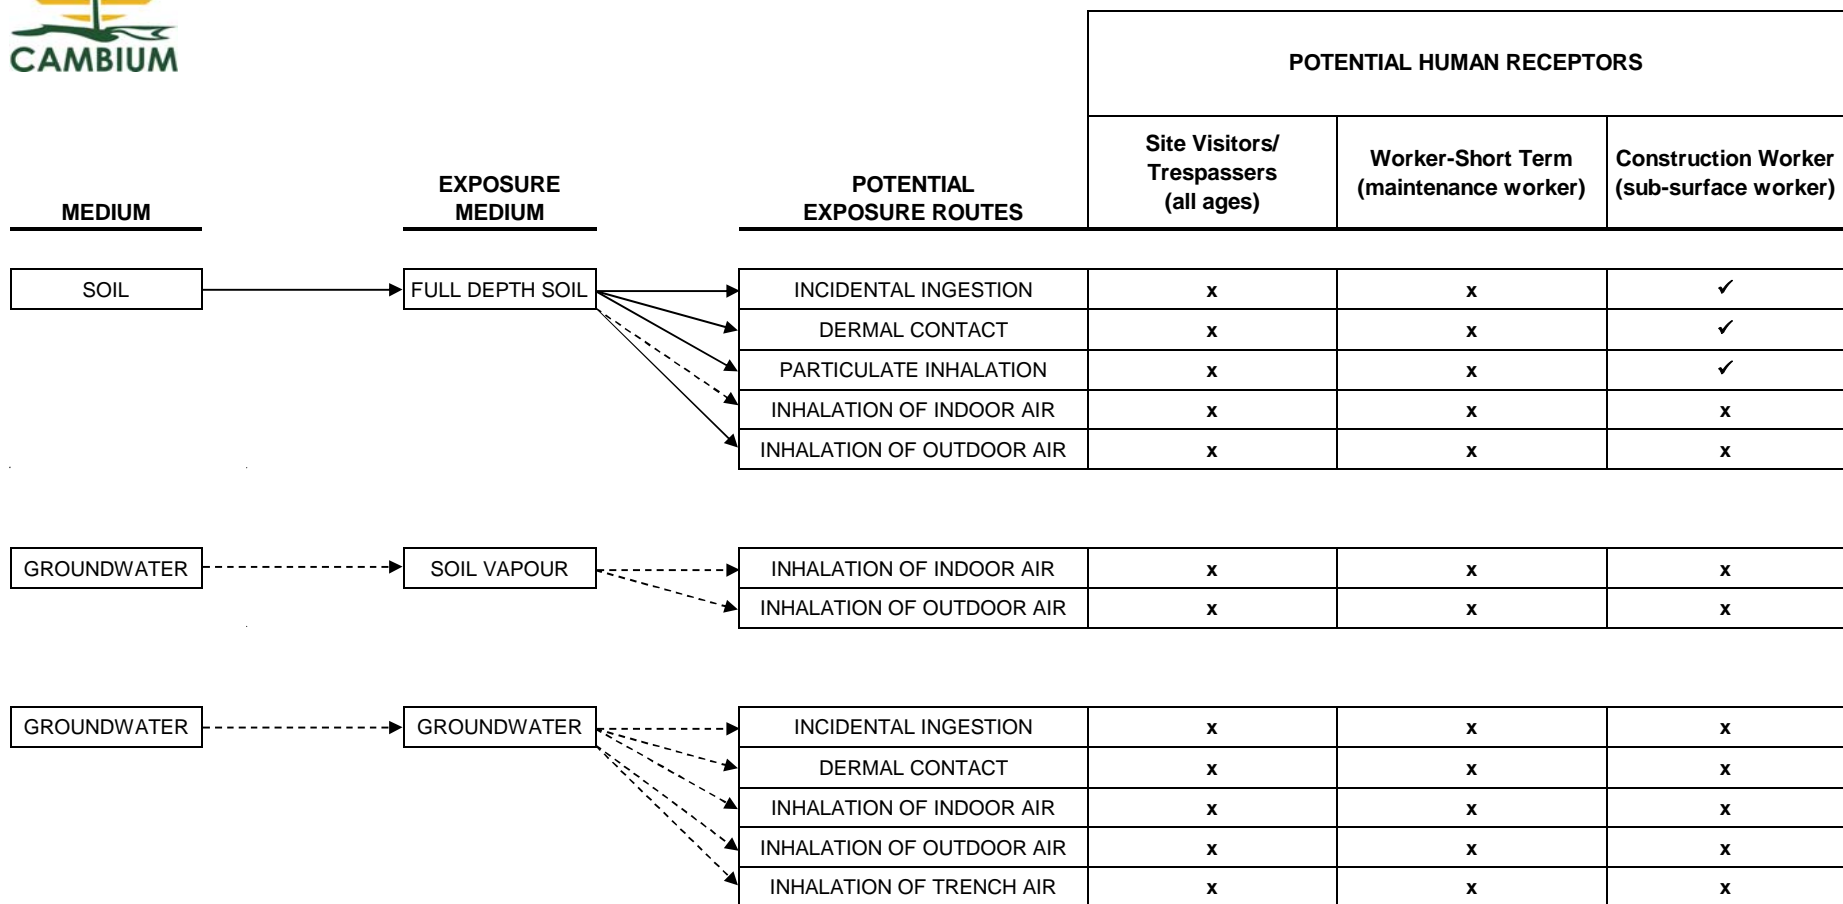 CAMBIUM
POTENTIAL HUMAN RECEPTORS
MEDIUM
EXPOSURE
MEDIUM
POTENTIAL
EXPOSURE ROUTES
Site Visitors/
Trespassers
(all ages)
Worker-Short Term
(maintenance worker)
Construction Worker
(sub-surface worker)
SOIL FULL DEPTH SOIL INCIDENTAL INGESTION x x ✓
DERMAL CONTACT x x ✓
PARTICULATE INHALATION x x ✓
INHALATION OF INDOOR AIR x x x
INHALATION OF OUTDOOR AIR x x x
GROUNDWATER SOIL VAPOUR INHALATION OF INDOOR AIR x x x
INHALATION OF OUTDOOR AIR x x x
GROUNDWATER GROUNDWATER INCIDENTAL INGESTION x x x
DERMAL CONTACT x x x
INHALATION OF INDOOR AIR x x x
INHALATION OF OUTDOOR AIR x x x
INHALATION OF TRENCH AIR x x x